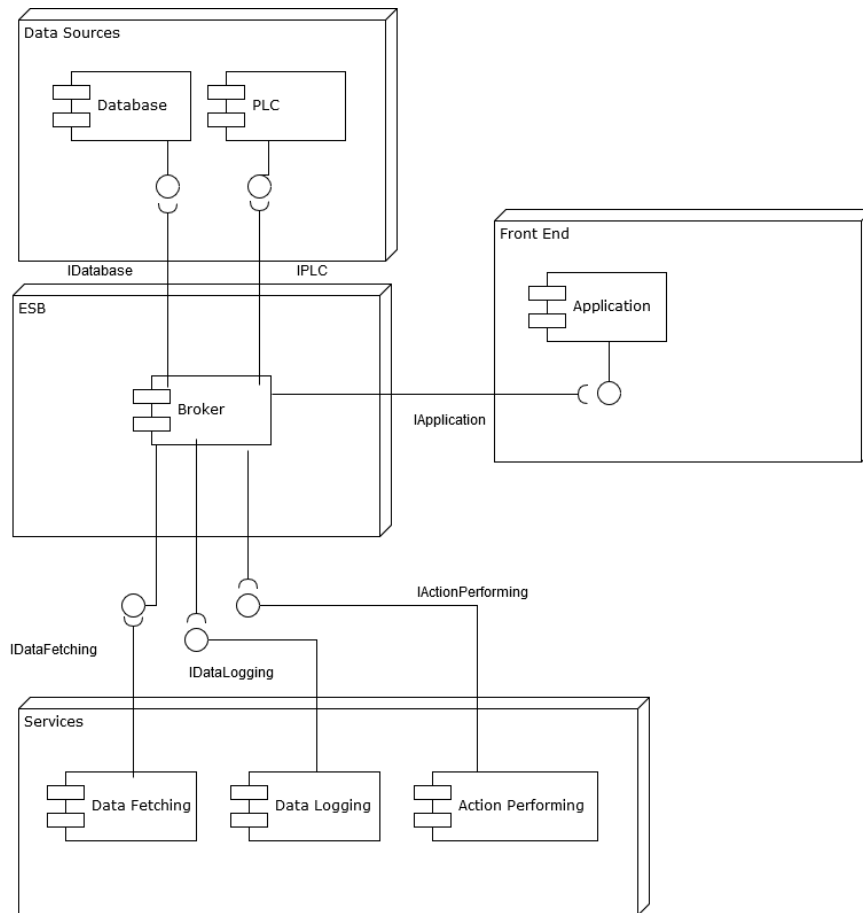 Data Sources
Database
PLC
IDatabase
IPLC
Front End
Application
ESB
Broker
IApplication
IActionPerforming
IDataFetching
IDataLogging
Services
Data Fetching
Data Logging
Action Performing